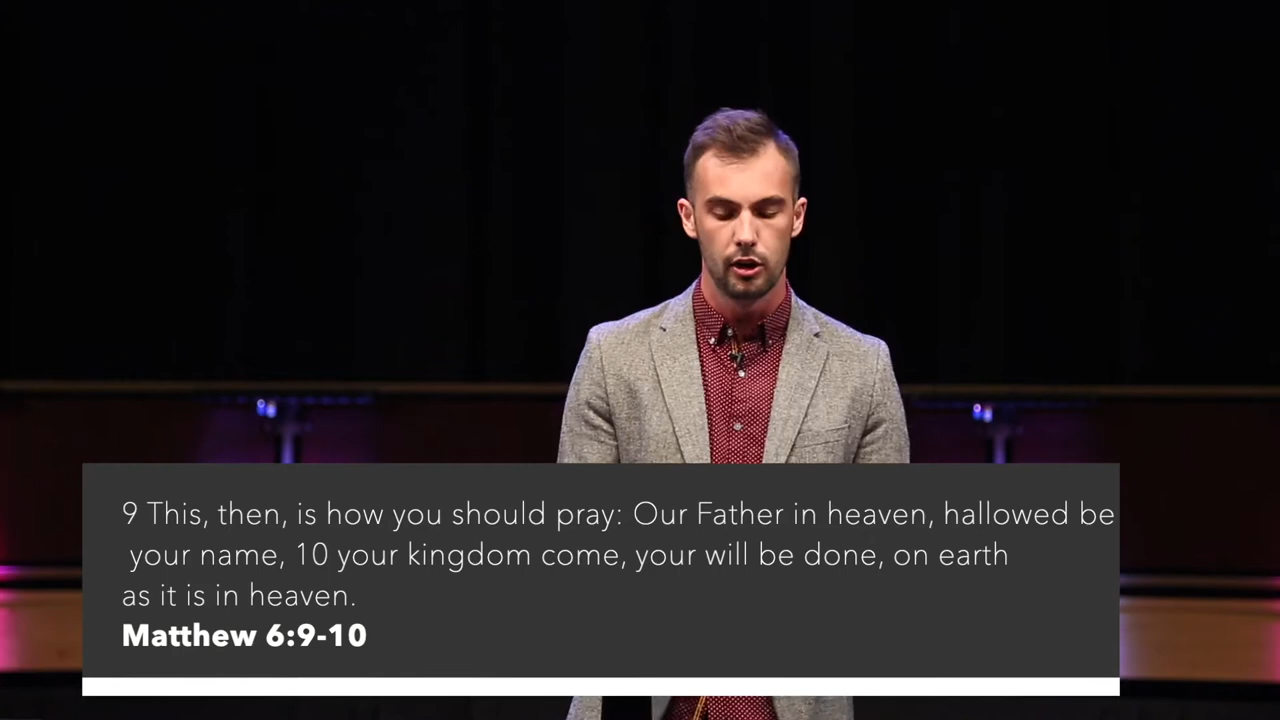 9 This, then, is how you should pray: Our Father in heaven, hallowed be
your name, 10 your kingdom come, your will be done, on earth
as it is in heaven.
Matthew 6:9-10